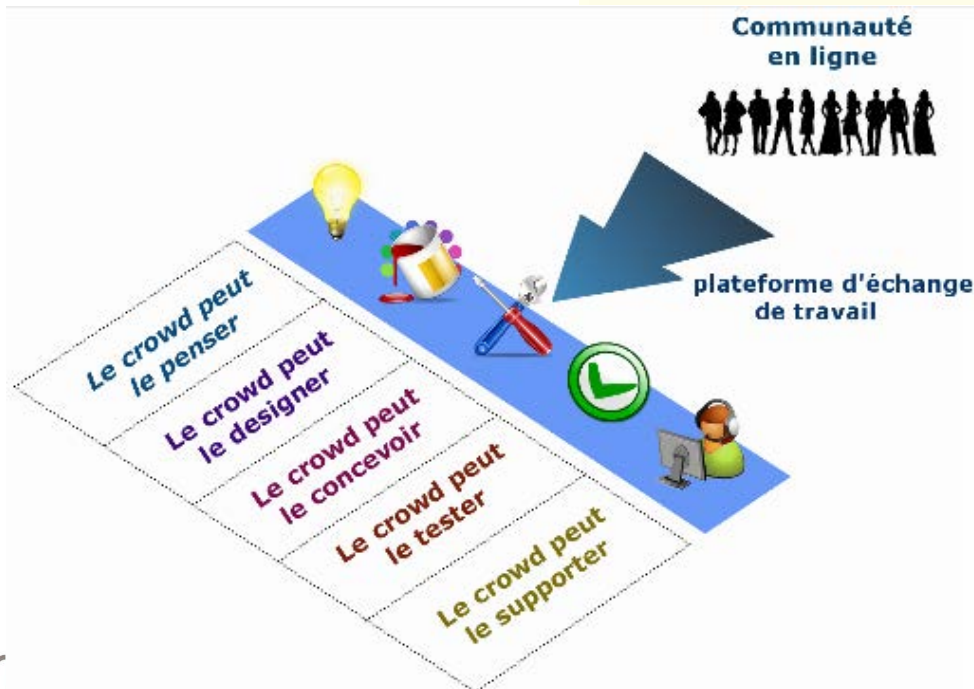 Communauté
en ligne
plateforme d'échange
de travail
Le crowd peut
le penser
Le crowd peut
le designer
Le crowd peut
le concevoir
Le crowd peut
le tester
Le crowd peut
le supporter